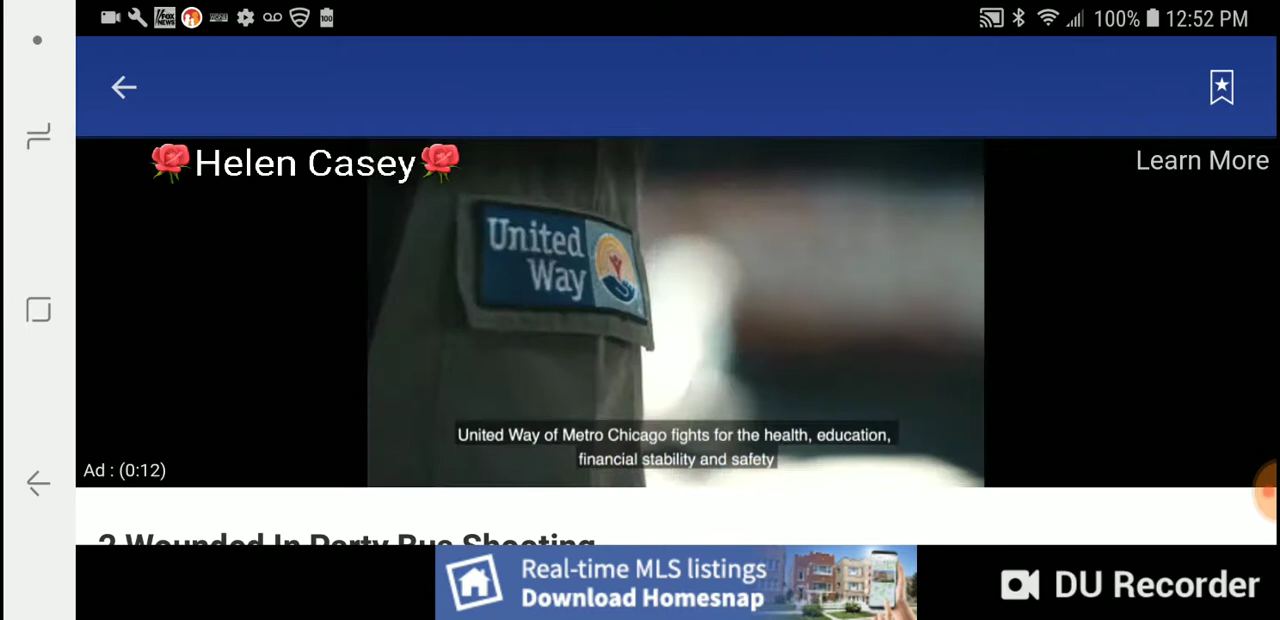 100% 12:52 PM
🌹Helen Casey🌹
Learn More
United
Way
United Way of Metro Chicago fights for the health, education,
financial stability and safety
Ad : (0:12)
2 Wounded In Party Bus Shooting
Real-time MLS listings
Download Homesnap
DU Recorder